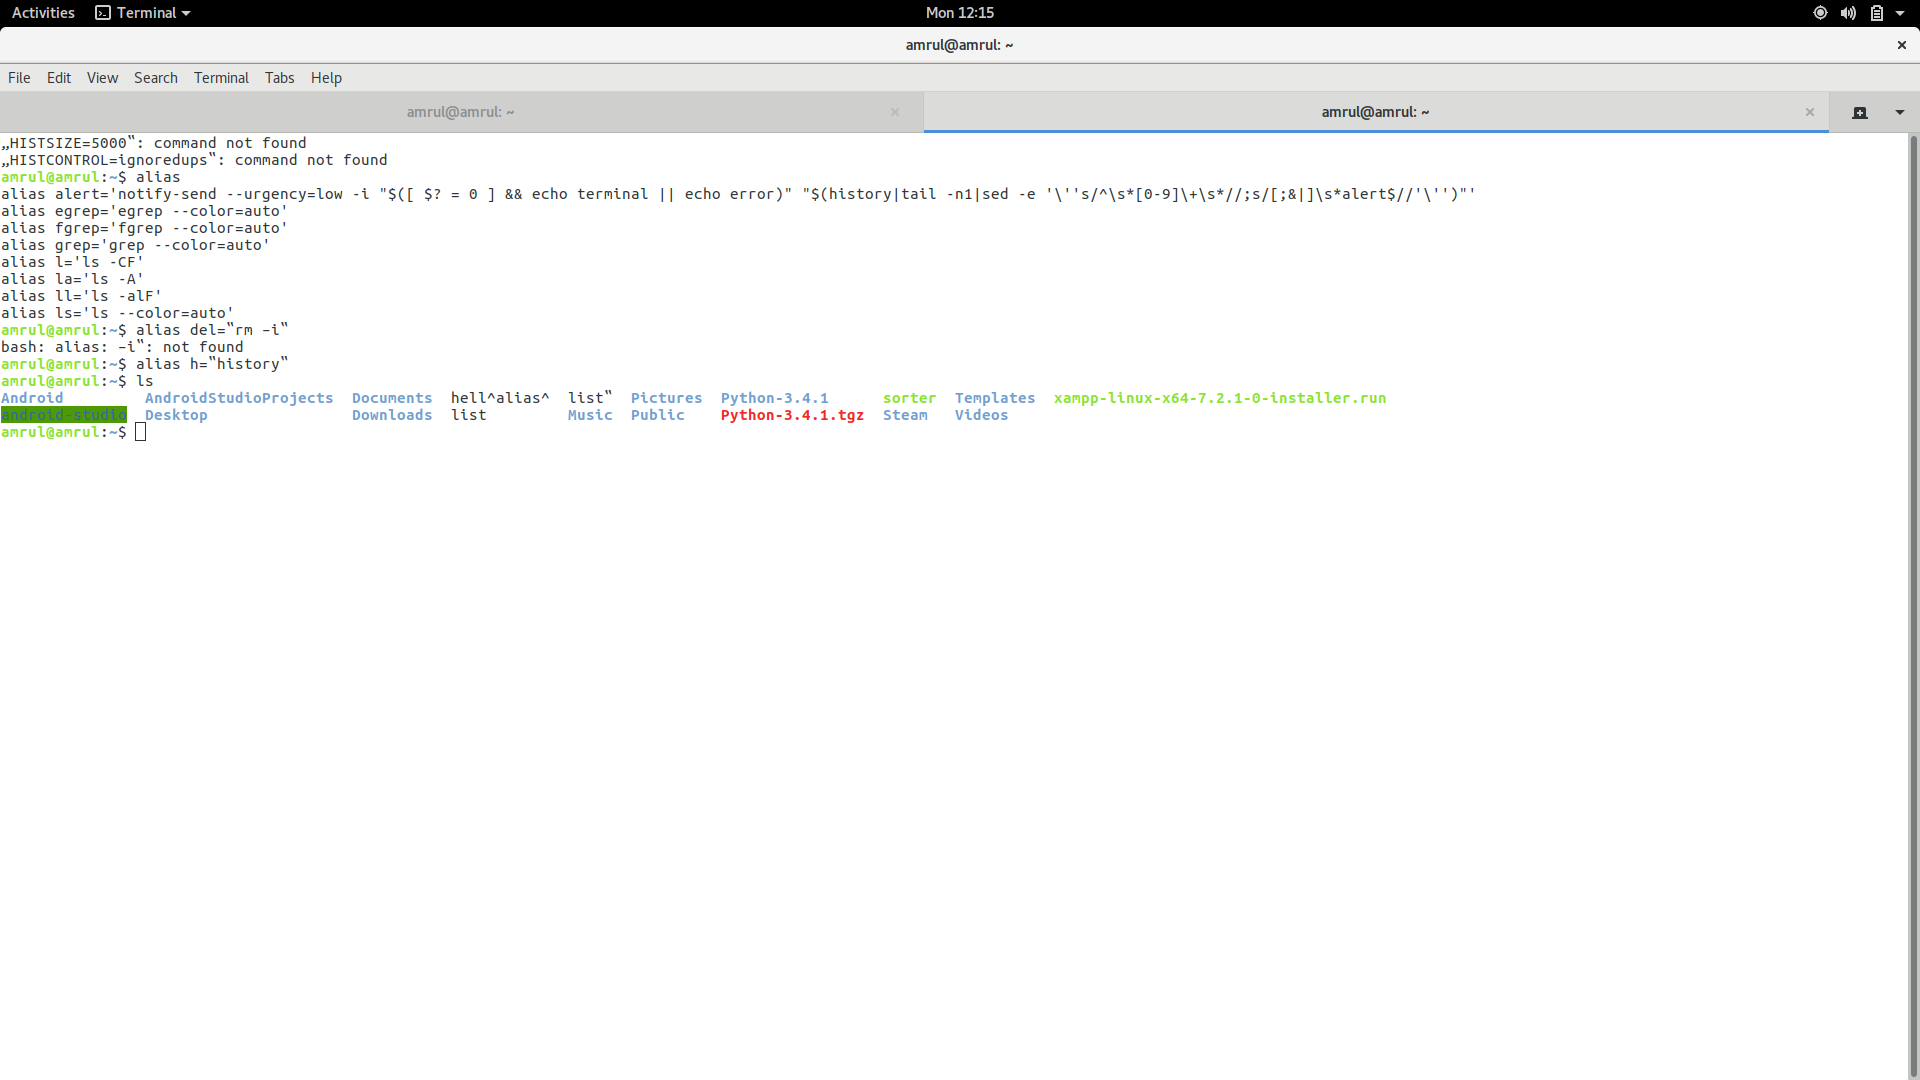 Activities Terminal Mon 12:15
amrul@amrul: ~
File Edit View Search Terminal Tabs Help
amrul@amrul: ~ amrul@amrul: ~
„HISTSIZE=5000‟: command not found
„HISTCONTROL=ignoredups‟: command not found
amrul@amrul:~$ alias
alias alert='notify-send --urgency=low -i "$([ $? = 0 ] && echo terminal || echo error)" "$(history|tail -n1|sed -e '\''s/^\s*[0-9]\+\s*//;s/[;&|]\s*alert$//'\'')"'
alias egrep='egrep --color=auto'
alias fgrep='fgrep --color=auto'
alias grep='grep --color=auto'
alias l='ls -CF'
alias la='ls -A'
alias ll='ls -alF'
alias ls='ls --color=auto'
amrul@amrul:~$ alias del=‟rm –i‟
bash: alias: –i‟: not found
amrul@amrul:~$ alias h=‟history‟
amrul@amrul:~$ ls
Android AndroidStudioProjects Documents hell^alias^ list‟ Pictures Python-3.4.1 sorter Templates xampp-linux-x64-7.2.1-0-installer.run
android-studio Desktop Downloads list Music Public Python-3.4.1.tgz Steam Videos
amrul@amrul:~$